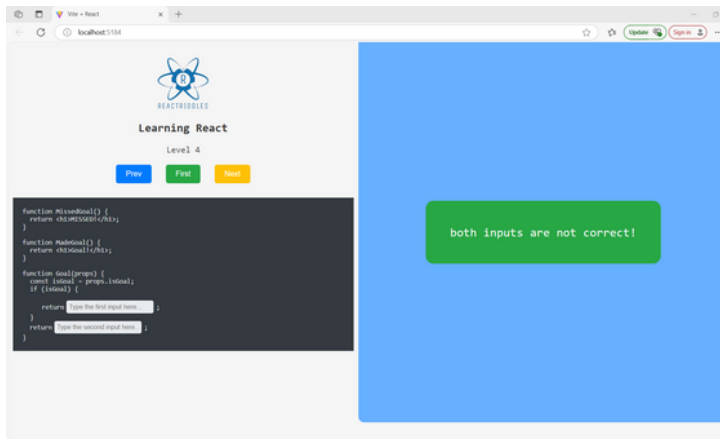 Vite + React
localhost:5184
Update
Sign in
R
REACTRIDDLES
Learning React
Level 4
Prev First Next
function MissedGoal() {
return <h1>MISSED!</h1>;
}
function MadeGoal() {
return <h1>Goal!</h1>;
}
function Goal(props) {
const isGoal = props.isGoal;
if (isGoal) {
return Type the first input here... ;
}
return Type the second input here ;
}
both inputs are not correct!